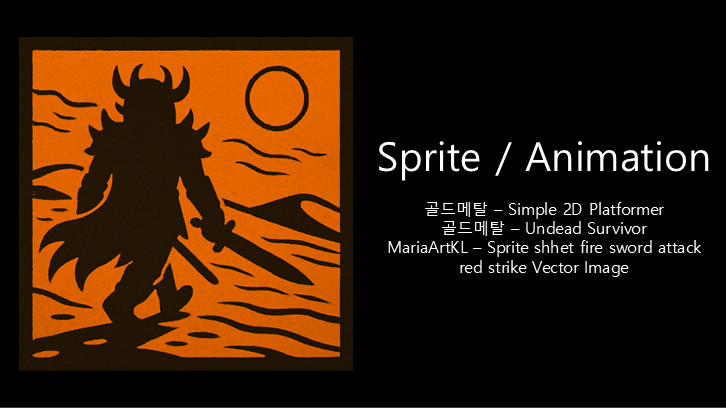 Sprite / Animation
골드메탈 – Simple 2D Platformer
골드메탈 – Undead Survivor
MariaArtKL – Sprite shhet fire sword attack
red strike Vector Image